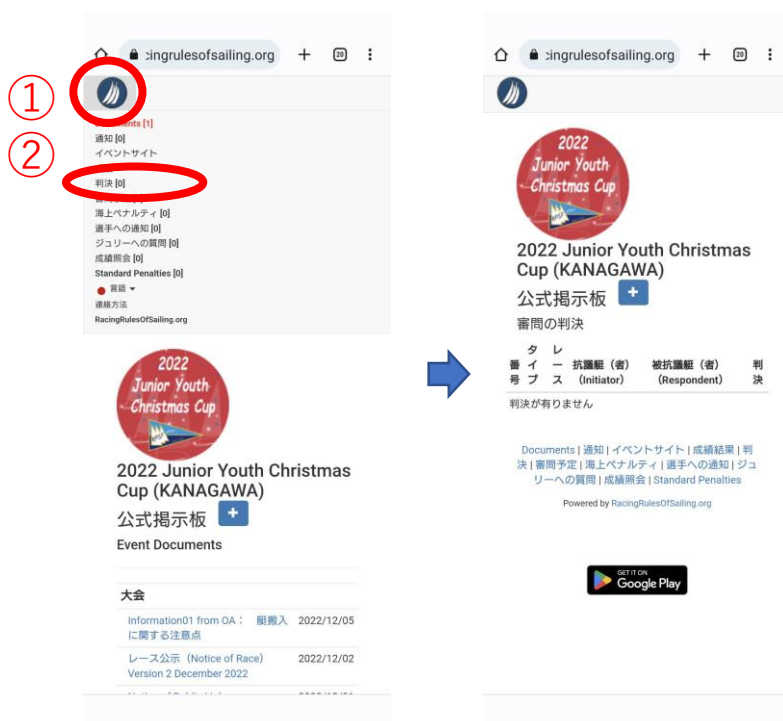 ①
②
:ingrulesofsailing.org + 20
nts [1]
通知 [0]
イベントサイト
判決 [0]
海上ペナルティ [0]
選手への通知 [0]
ジュリーへの質問 [0]
成績照会 [0]
Standard Penalties [0]
言語
連絡方法
RacingRulesOfSailing.org
2022
Junior Youth
Christmas Cup
2022 Junior Youth Christmas
Cup (KANAGAWA)
公式掲示板 +
Event Documents
大会
Information01 from OA： 艇搬入 2022/12/05
に関する注意点
レース公示（Notice of Race） 2022/12/02
Version 2 December 2022
:ingrulesofsailing.org + 20
2022
Junior Youth
Christmas Cup
2022 Junior Youth Christmas
Cup (KANAGAWA)
公式掲示板 +
審問の判決
番号 タイプ レース 抗議艇（者）（Initiator） 被抗議艇（者）（Respondent） 判決
判決が有りません
Documents | 通知 | イベントサイト | 成績結果 | 判
決 | 審問予定 | 海上ペナルティ | 選手への通知 | ジュ
リーへの質問 | 成績照会 | Standard Penalties
Powered by RacingRulesOfSailing.org
GET IT ON
Google Play